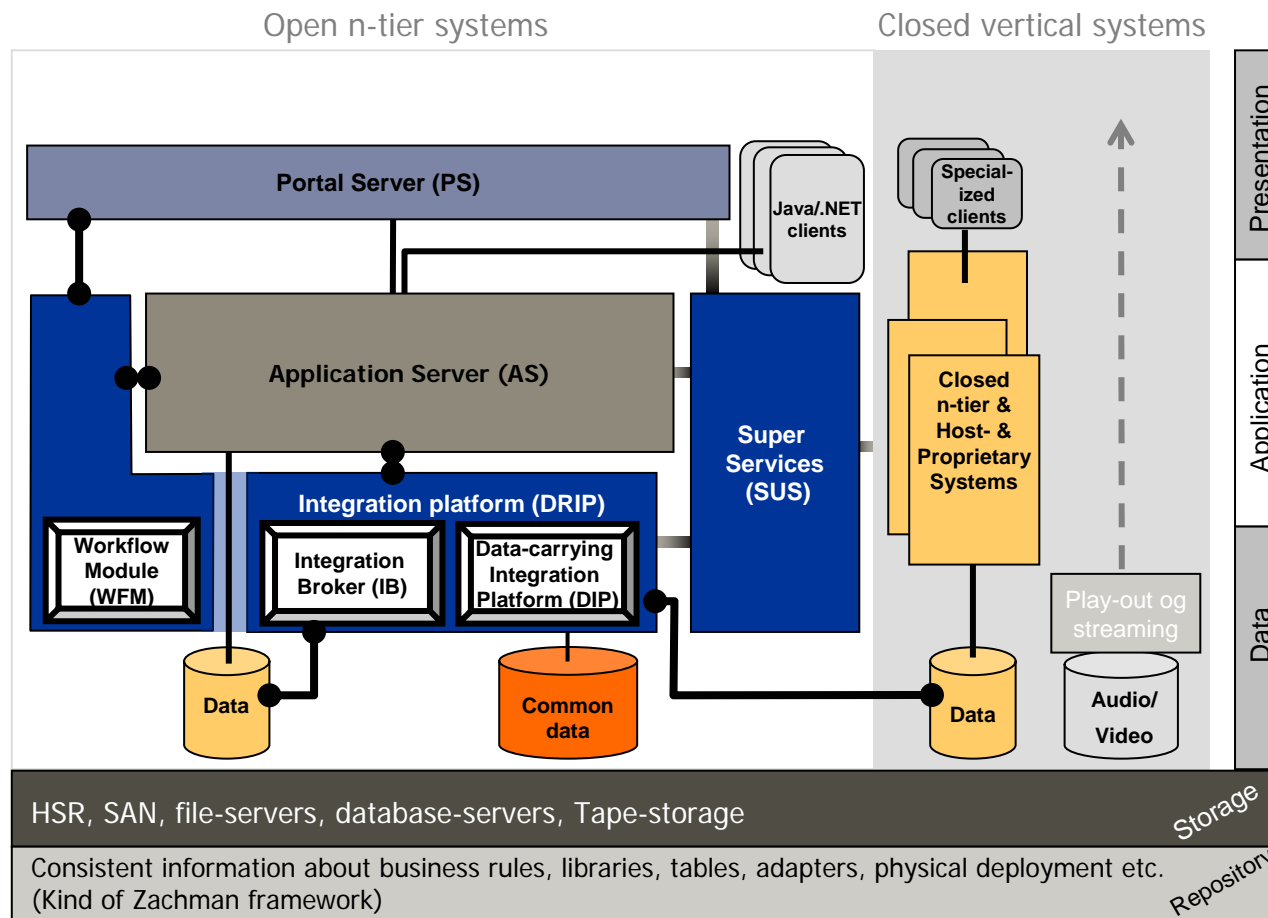 Open n-tier systems
Closed vertical systems
Portal Server (PS)
Java/.NET
clients
Special-
ized
clients
Presentation
Application Server (AS)
Super
Services
(SUS)
Closed
n-tier &
Host- &
Proprietary
Systems
Application
Integration platform (DRIP)
Workflow
Module
(WFM)
Integration
Broker (IB)
Data-carrying
Integration
Platform (DIP)
Play-out og
streaming
Data
Data
Common
data
Data
Audio/
Video
HSR, SAN, file-servers, database-servers, Tape-storage
Storage
Consistent information about business rules, libraries, tables, adapters, physical deployment etc.
(Kind of Zachman framework)
Repository